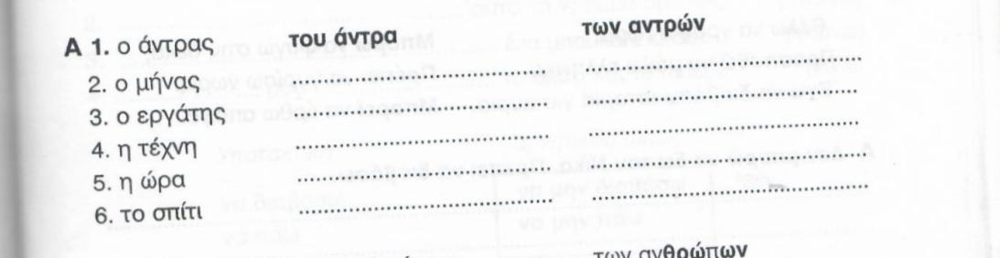 Α 1. ο άντρας του άντρα των αντρών
2. ο μήνας
3. ο εργάτης
4. η τέχνη
5. η ώρα
6. το σπίτι
των ανθρώπων